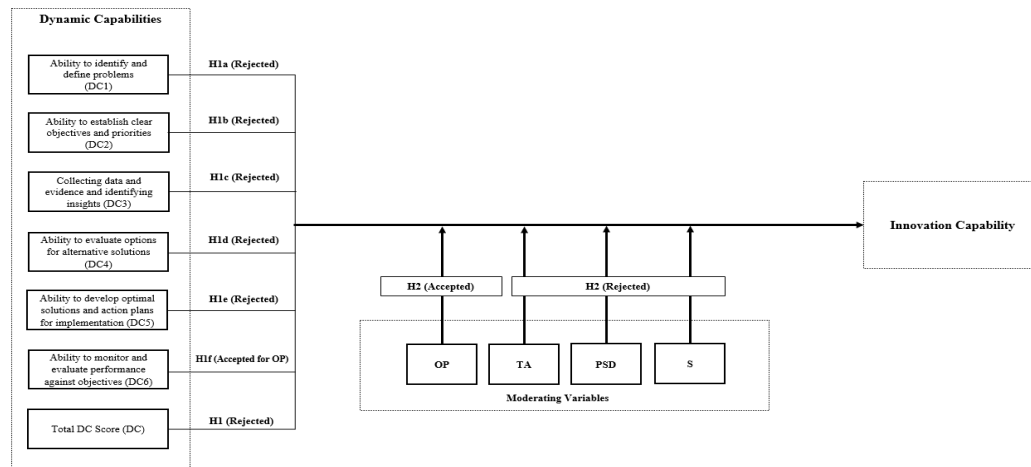 Dynamic Capabilities
Ability to identify and
define problems
(DC1)
H1a (Rejected)
Ability to establish clear
objectives and priorities
(DC2)
H1b (Rejected)
Collecting data and
evidence and identifying
insights (DC3)
H1c (Rejected)
Ability to evaluate options
for alternative solutions
(DC4)
H1d (Rejected)
Ability to develop optimal
solutions and action plans
for implementation (DC5)
H1e (Rejected)
Ability to monitor and
evaluate performance
against objectives (DC6)
H1f (Accepted for OP)
Total DC Score (DC)
H1 (Rejected)
Innovation Capability
H2 (Accepted)
H2 (Rejected)
OP
TA
PSD
S
Moderating Variables